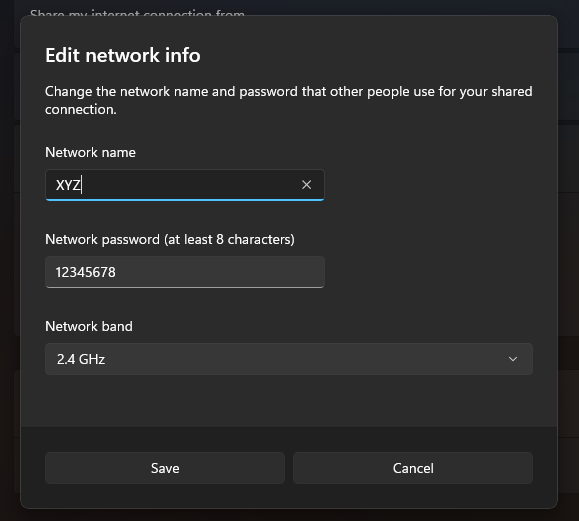 Share my internet connection from
Edit network info
Change the network name and password that other people use for your shared
connection.
Network name
XYZ
Network password (at least 8 characters)
12345678
Network band
2.4 GHz
Save
Cancel